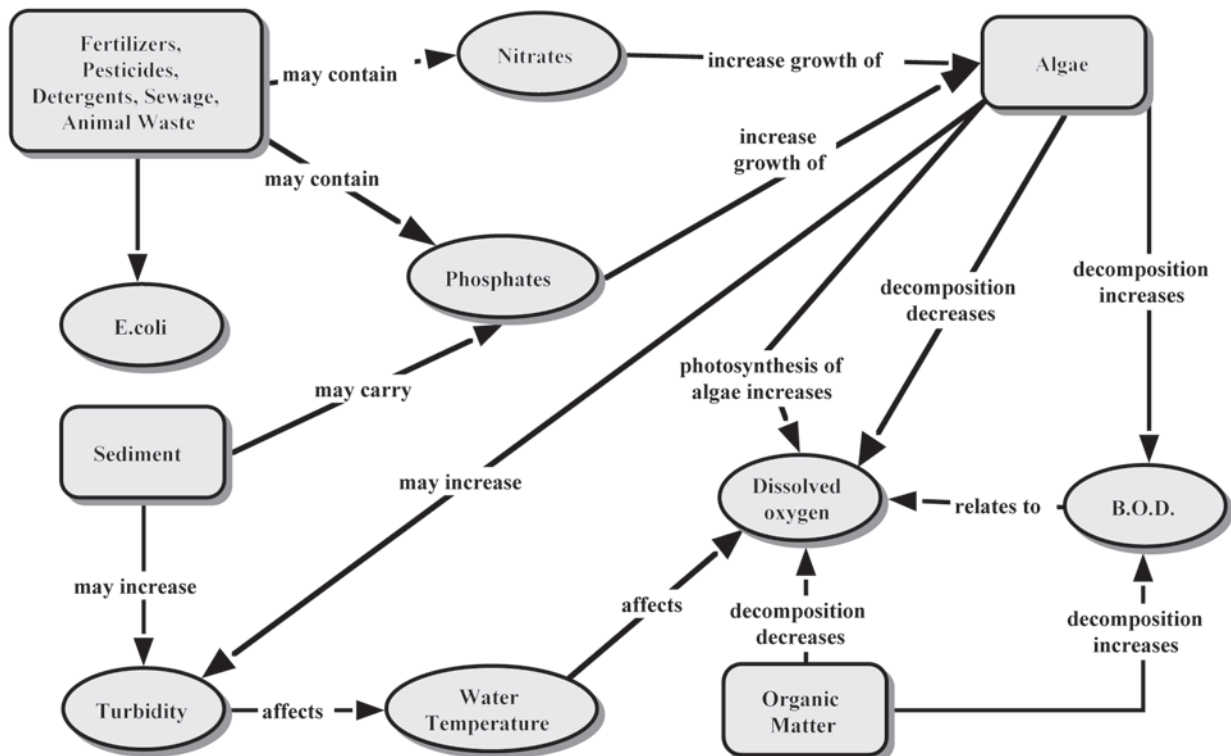 Fertilizers,
Pesticides,
Detergents, Sewage,
Animal Waste
may contain
Nitrates
increase growth of
Algae
may contain
increase
growth of
Phosphates
E.coli
decomposition
decreases
decomposition
increases
photosynthesis of
algae increases
may carry
Sediment
may increase
Dissolved
oxygen
relates to
B.O.D.
may increase
affects
decomposition
decreases
decomposition
increases
Turbidity
affects
Water
Temperature
Organic
Matter